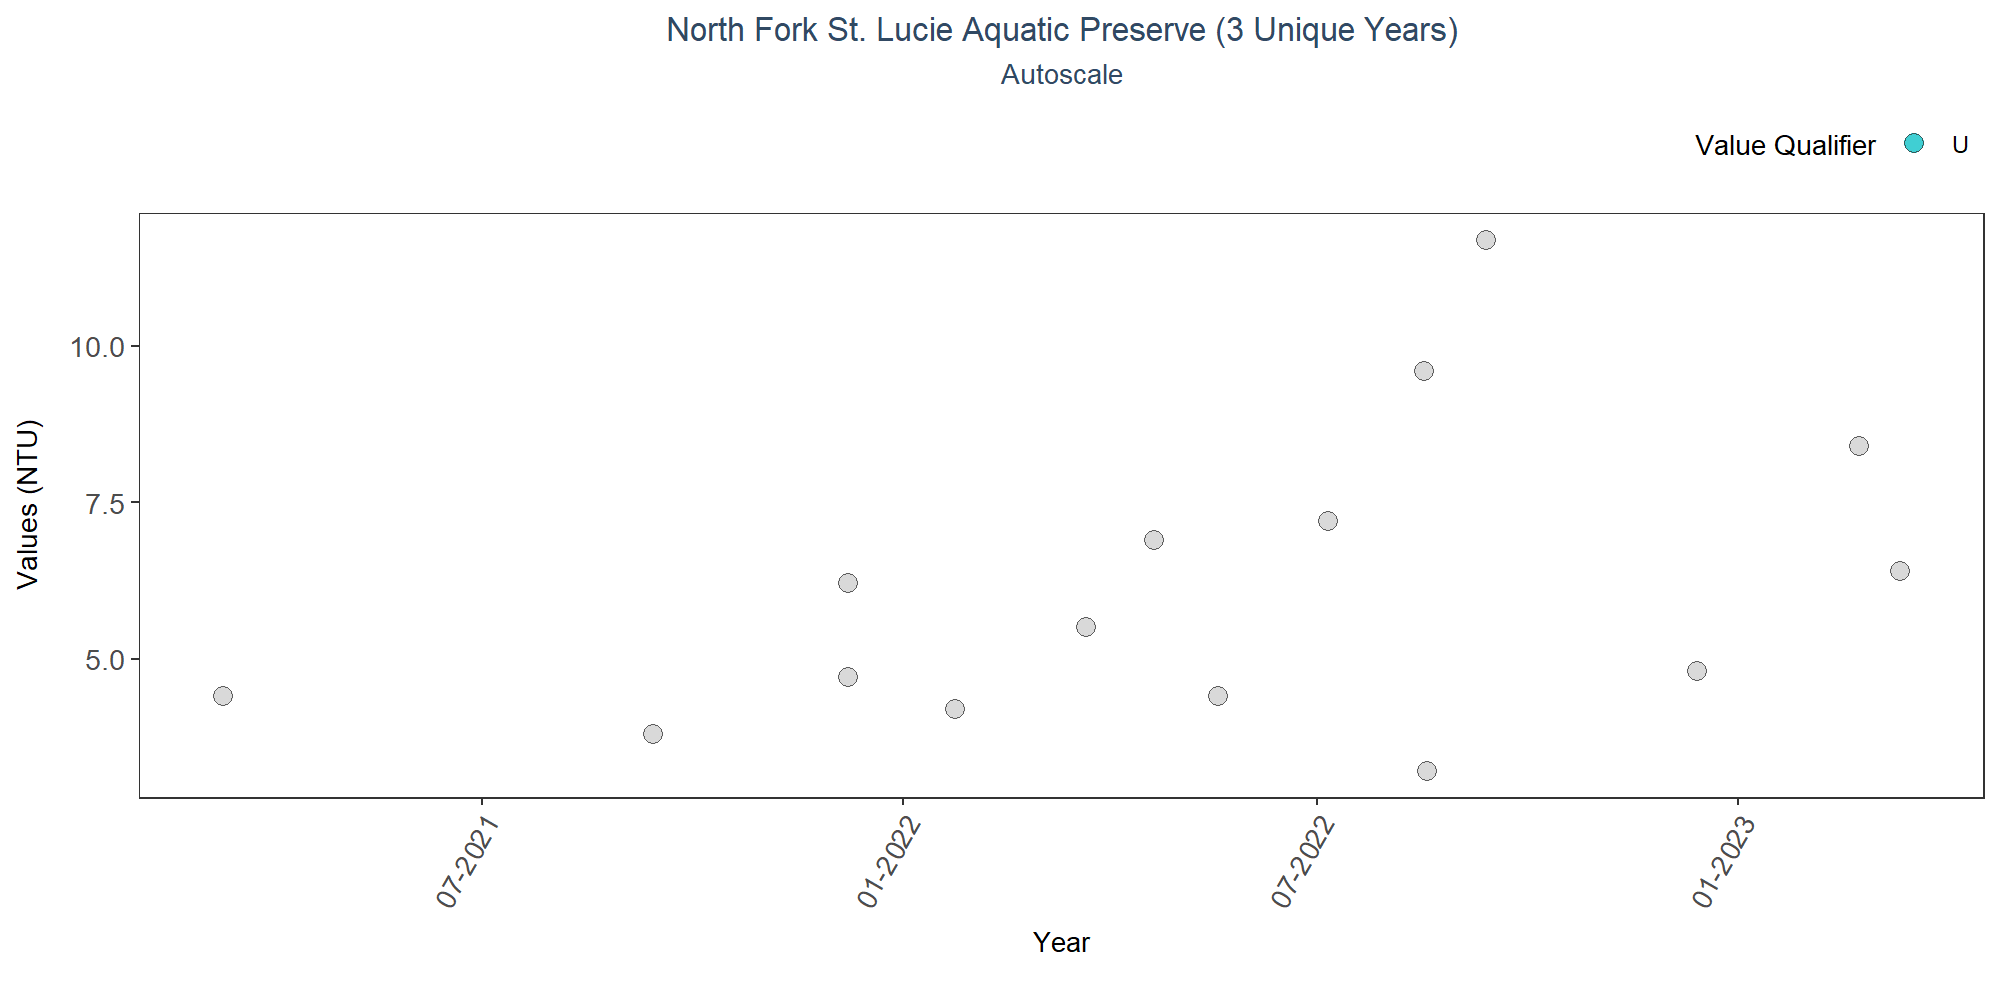 North Fork St. Lucie Aquatic Preserve (3 Unique Years)
Autoscale
Value Qualifier U
Values (NTU)
10.0
7.5
5.0
07-2021
01-2022
07-2022
01-2023
Year